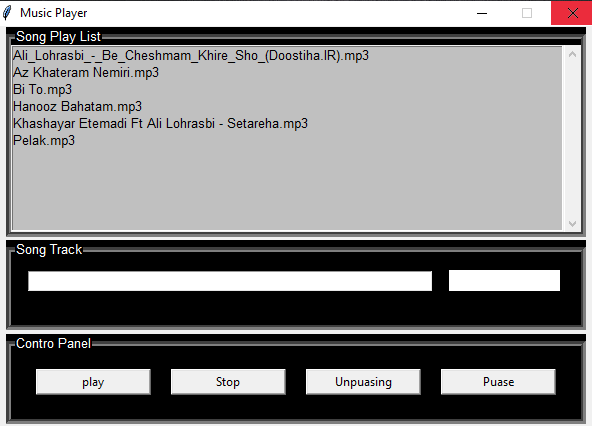 Music Player
Song Play List
Ali_Lohrasbi_-_Be_Cheshmam_Khire_Sho_(Doostiha.IR).mp3
Az Khateram Nemiri.mp3
Bi To.mp3
Hanooz Bahatam.mp3
Khashayar Etemadi Ft Ali Lohrasbi - Setareha.mp3
Pelak.mp3
Song Track
Contro Panel
play Stop Unpuasing Puase